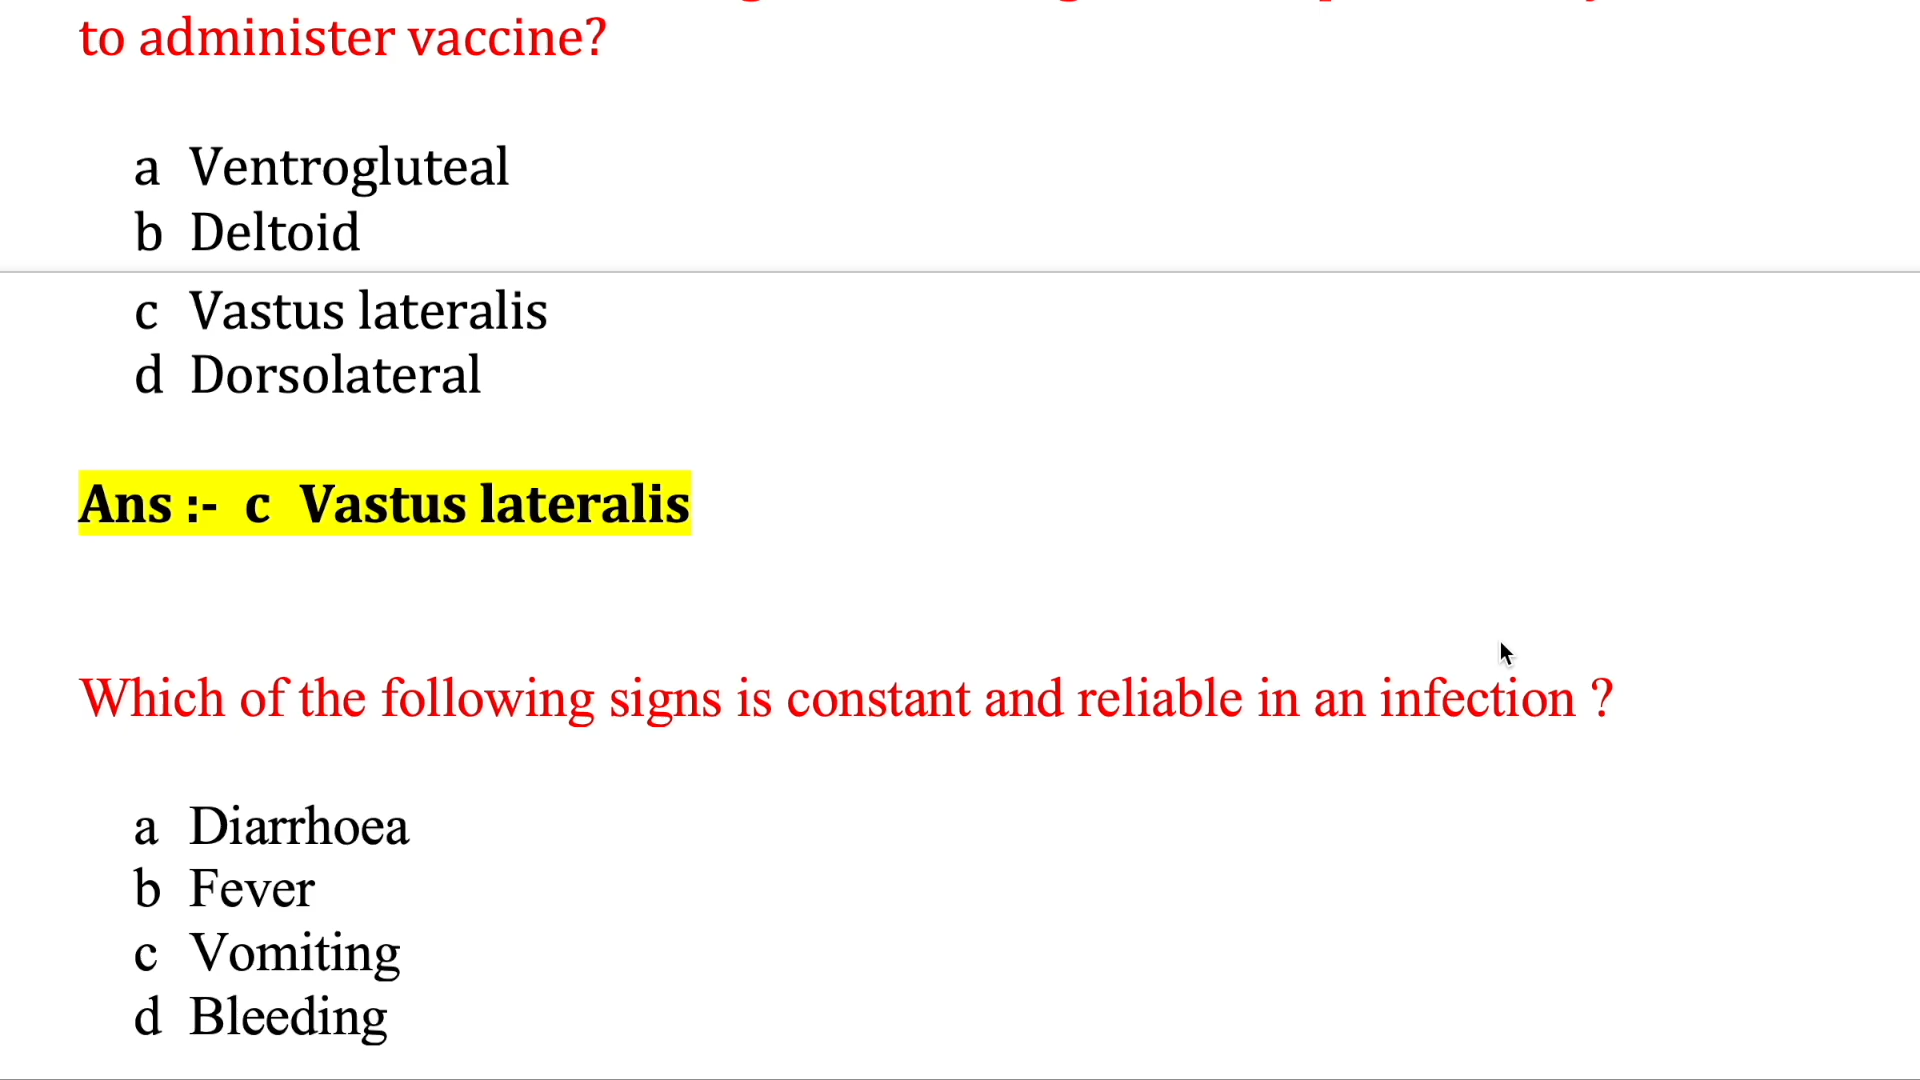 to administer vaccine?
a Ventrogluteal
b Deltoid
c Vastus lateralis
d Dorsolateral
Ans :- c Vastus lateralis
Which of the following signs is constant and reliable in an infection ?
a Diarrhoea
b Fever
c Vomiting
d Bleeding